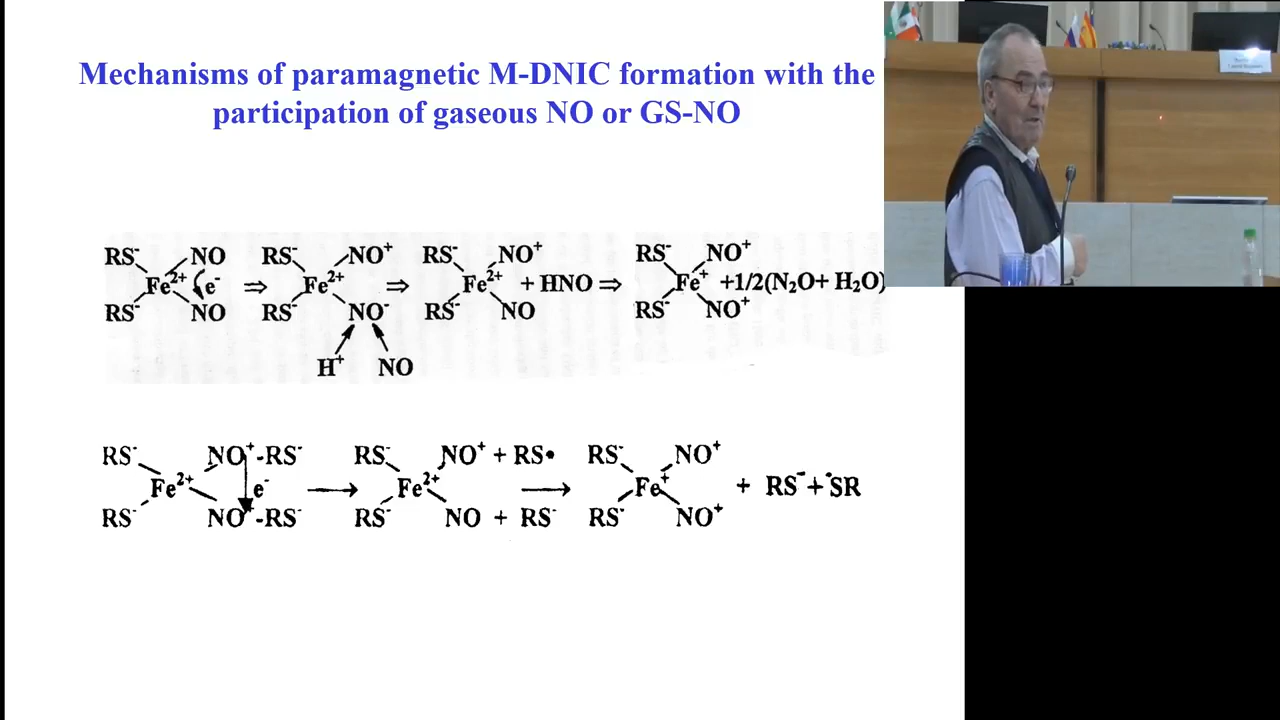 Mechanisms of paramagnetic M-DNIC formation with the
participation of gaseous NO or GS-NO
RS⁻ NO RS⁻ NO⁺ RS⁻ NO⁺ RS⁻ NO⁺
Fe²⁺ e⁻ ⇒ Fe²⁺ ⇒ Fe²⁺ + HNO ⇒ Fe⁺ +1/2(N₂O+ H₂O)
RS⁻ NO RS⁻ NO⁻ RS⁻ NO RS⁻ NO⁺
H⁺ NO
RS⁻ NO⁺-RS⁻ RS⁻ NO⁺ + RS• RS⁻ NO⁺
Fe²⁺ e⁻ → Fe²⁺ → Fe⁺ + RS⁻ + •SR
RS⁻ NO⁺-RS⁻ RS⁻ NO + RS⁻ RS⁻ NO⁺